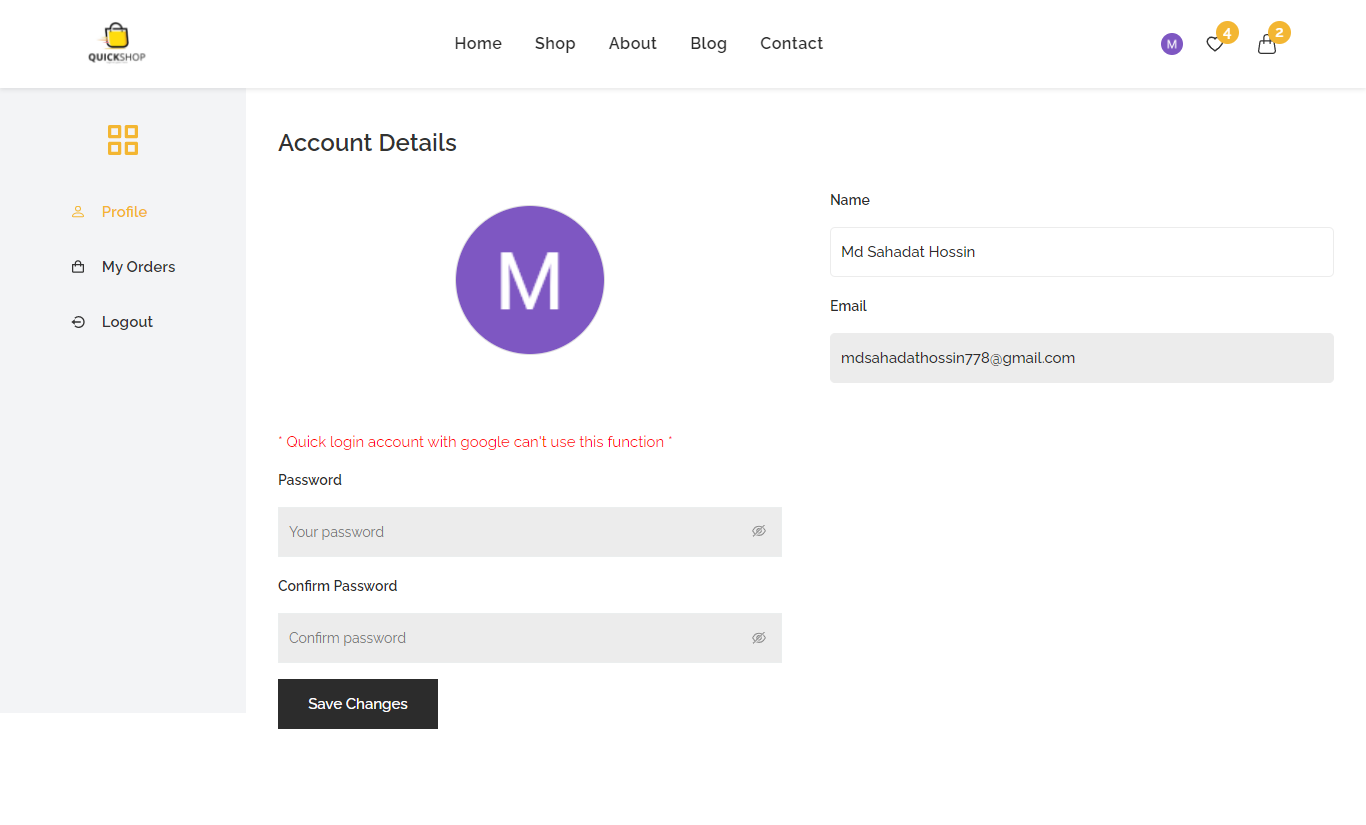 QUICKSHOP
Home Shop About Blog Contact
M 4 2
Account Details
Profile
My Orders
Logout
M
Name
Md Sahadat Hossin
Email
mdsahadathossin778@gmail.com
* Quick login account with google can't use this function *
Password
Your password
Confirm Password
Confirm password
Save Changes